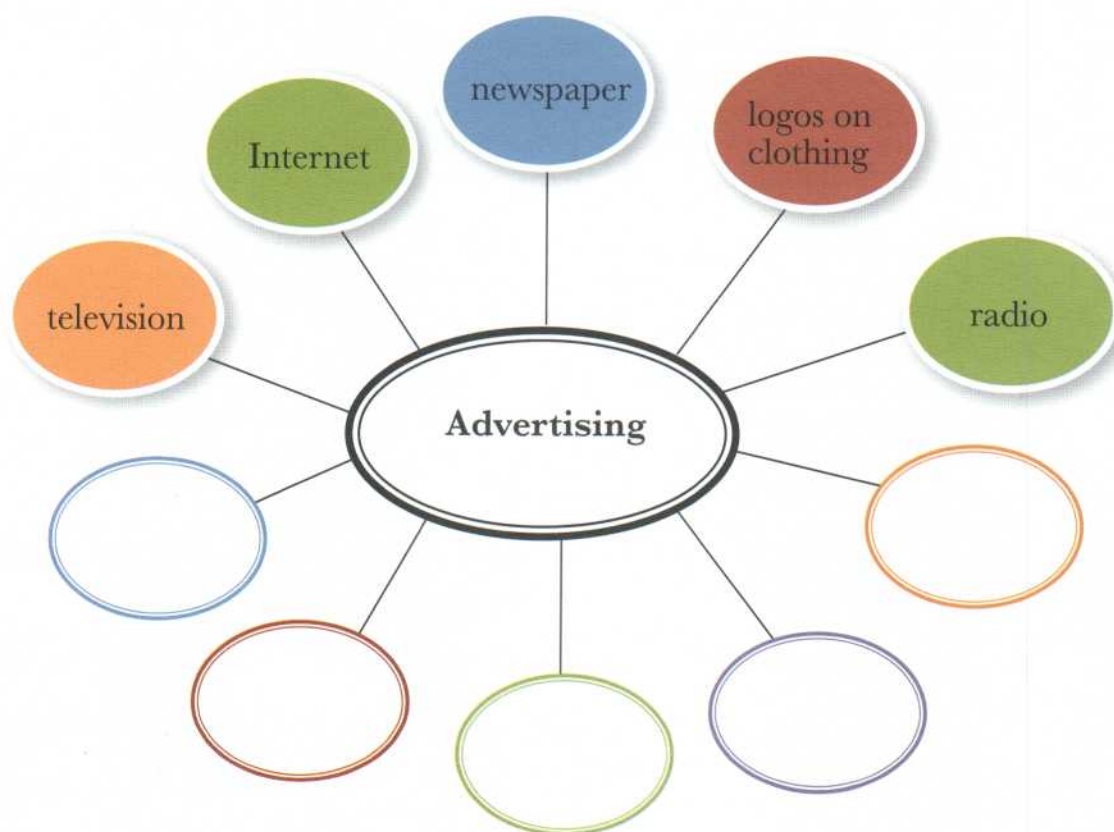 newspaper
logos on
clothing
Internet
television
radio
Advertising